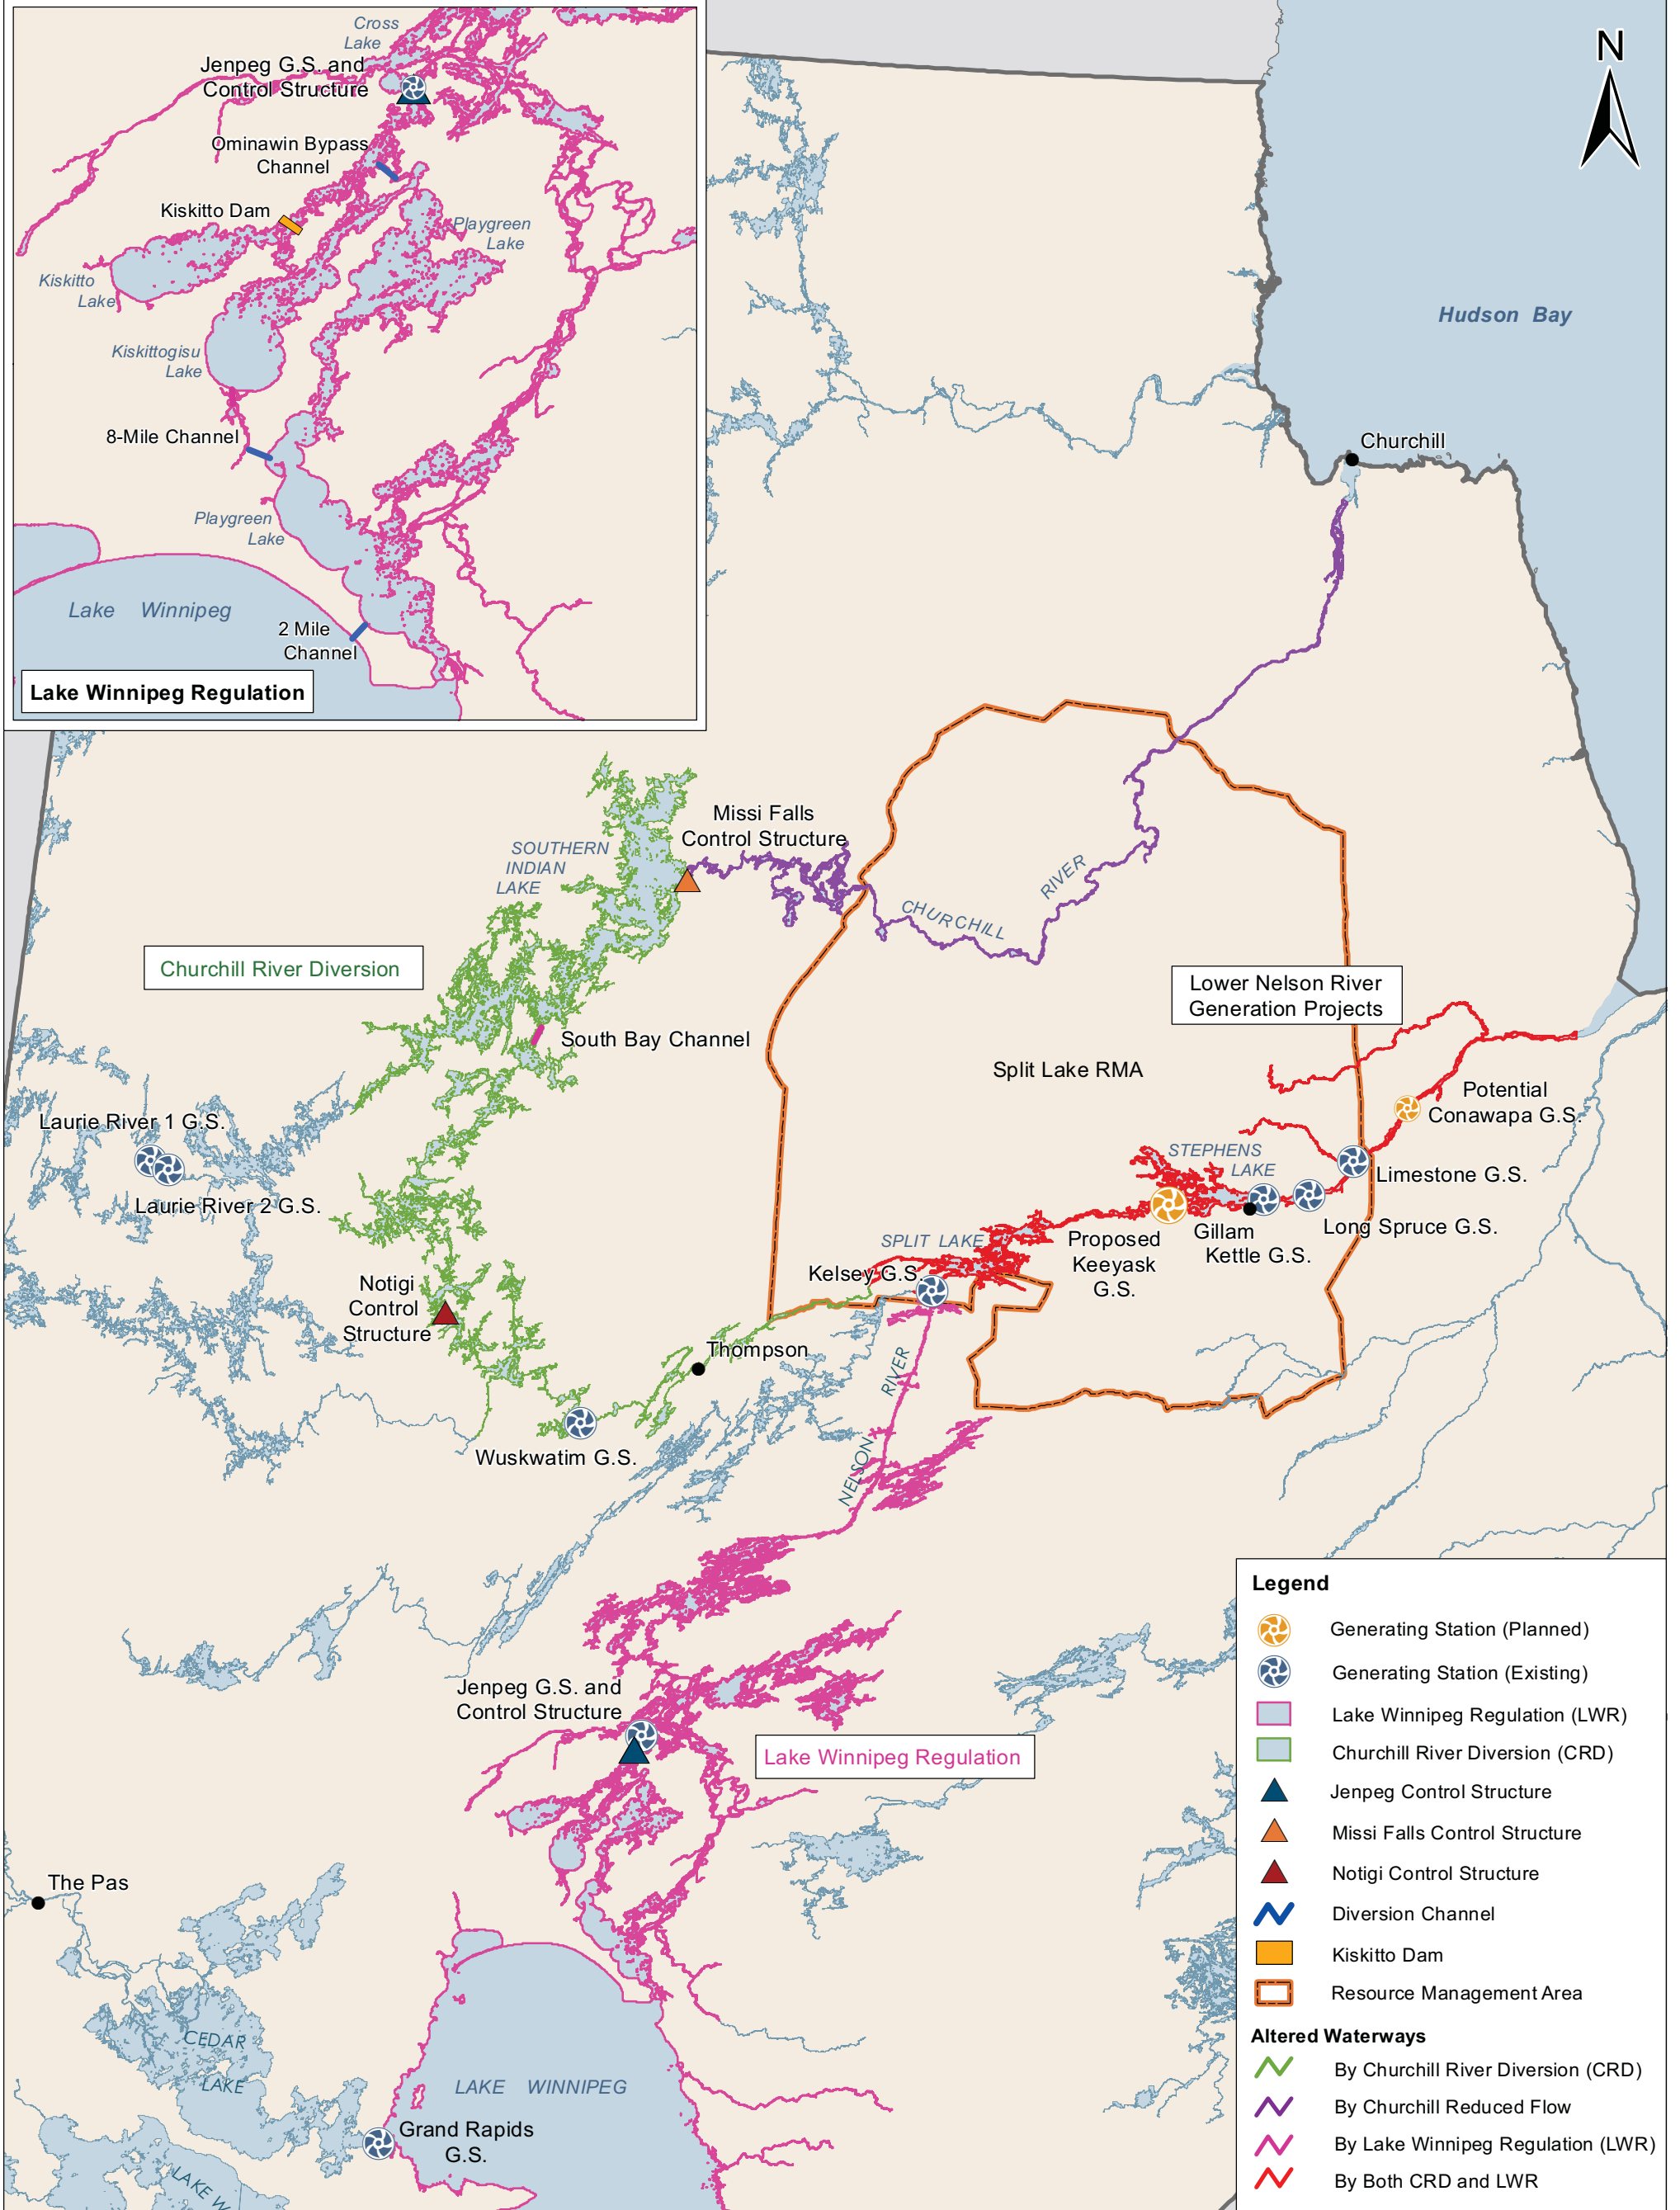 Cross
Lake
Jenpeg G.S. and
Control Structure
Ominawin Bypass
Channel
Kiskitto Dam
Playgreen
Lake
Kiskitto
Lake
Kiskittogisu
Lake
8-Mile Channel
Playgreen
Lake
Lake Winnipeg
2 Mile
Channel
Lake Winnipeg Regulation
N
Hudson Bay
Churchill
Missi Falls
Control Structure
SOUTHERN
INDIAN
LAKE
CHURCHILL
RIVER
Churchill River Diversion
Lower Nelson River
Generation Projects
South Bay Channel
Split Lake RMA
Potential
Conawapa G.S.
Laurie River 1 G.S.
Laurie River 2 G.S.
STEPHENS
LAKE
Limestone G.S.
Long Spruce G.S.
Gillam
Kettle G.S.
Proposed
Keeyask
G.S.
SPLIT LAKE
Kelsey G.S.
Notigi
Control
Structure
Thompson
RIVER
NELSON
Wuskwatim G.S.
Jenpeg G.S. and
Control Structure
Lake Winnipeg Regulation
The Pas
CEDAR
LAKE
LAKE WINNIPEG
Grand Rapids
G.S.
LAKE W
Legend
Generating Station (Planned)
Generating Station (Existing)
Lake Winnipeg Regulation (LWR)
Churchill River Diversion (CRD)
Jenpeg Control Structure
Missi Falls Control Structure
Notigi Control Structure
Diversion Channel
Kiskitto Dam
Resource Management Area
Altered Waterways
By Churchill River Diversion (CRD)
By Churchill Reduced Flow
By Lake Winnipeg Regulation (LWR)
By Both CRD and LWR